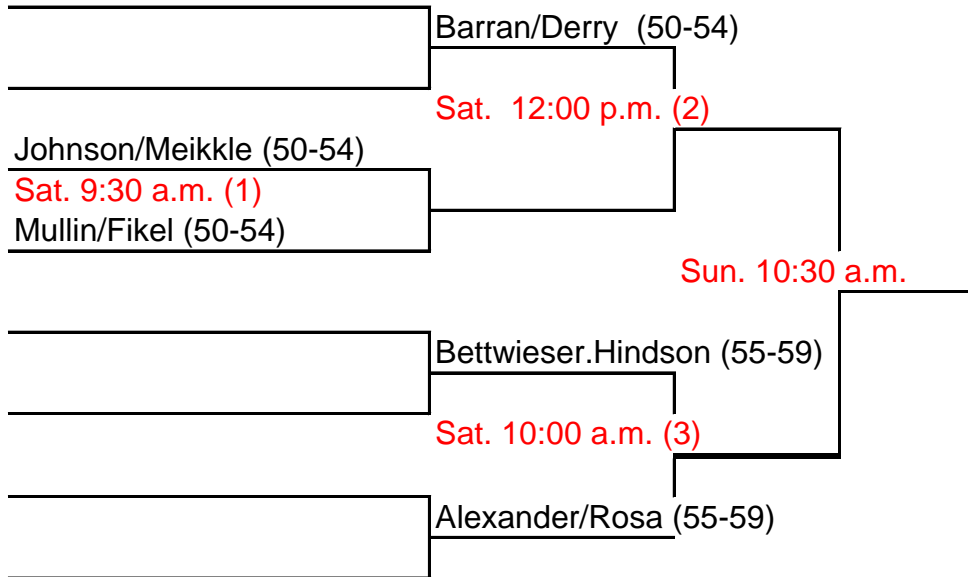 Barran/Derry  (50-54)
Sat.  12:00 p.m. (2)
Johnson/Meikkle (50-54)
Sat. 9:30 a.m. (1)
Mullin/Fikel (50-54)
Sun. 10:30 a.m.
Bettwieser.Hindson (55-59)
Sat. 10:00 a.m. (3)
Alexander/Rosa (55-59)